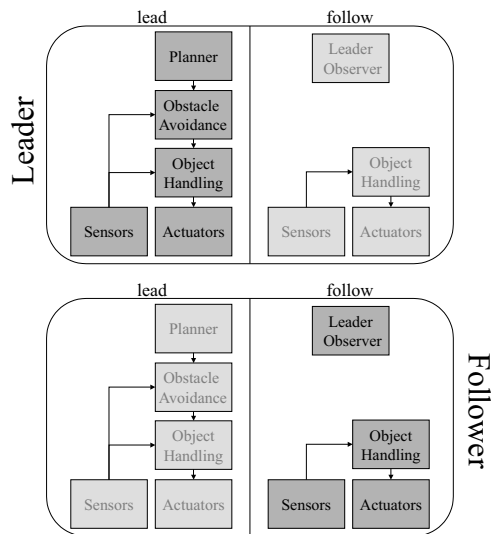 lead
follow
Planner
Leader
Observer
Obstacle
Avoidance
Object
Handling
Object
Handling
Sensors
Actuators
Sensors
Actuators
Leader
lead
follow
Planner
Leader
Observer
Obstacle
Avoidance
Object
Handling
Object
Handling
Sensors
Actuators
Sensors
Actuators
Follower